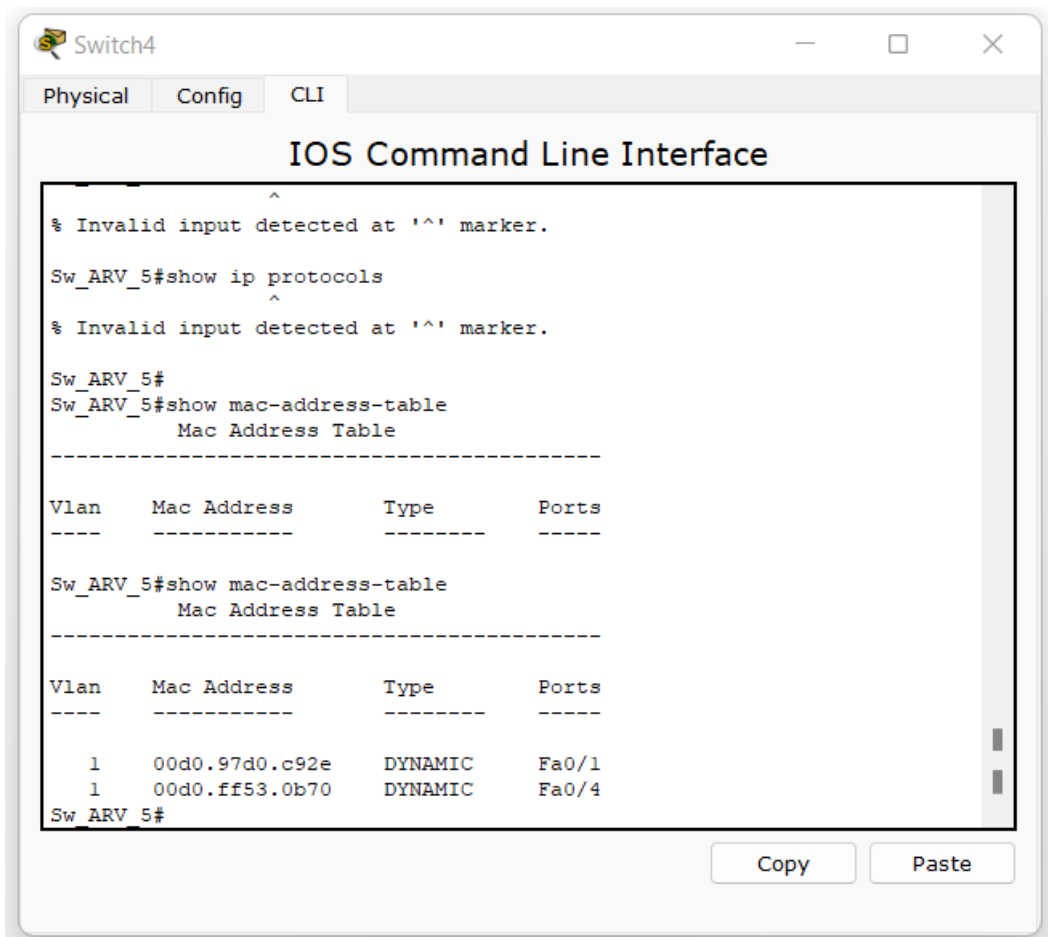 Switch4
Physical Config CLI
IOS Command Line Interface
^
% Invalid input detected at '^' marker.
Sw_ARV_5#show ip protocols
^
% Invalid input detected at '^' marker.
Sw_ARV_5#
Sw_ARV_5#show mac-address-table
Mac Address Table
-------------------------------------------
Vlan Mac Address Type Ports
---- ----------- -------- -----
Sw_ARV_5#show mac-address-table
Mac Address Table
-------------------------------------------
Vlan Mac Address Type Ports
---- ----------- -------- -----
1 00d0.97d0.c92e DYNAMIC Fa0/1
1 00d0.ff53.0b70 DYNAMIC Fa0/4
Sw_ARV_5#
Copy Paste